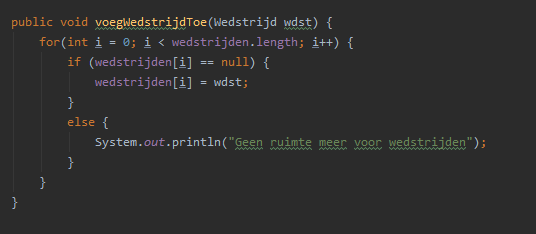 public void voegWedstrijdToe(Wedstrijd wdst) {
for(int i = 0; i < wedstrijden.length; i++) {
if (wedstrijden[i] == null) {
wedstrijden[i] = wdst;
}
else {
System.out.println("Geen ruimte meer voor wedstrijden");
}
}
}